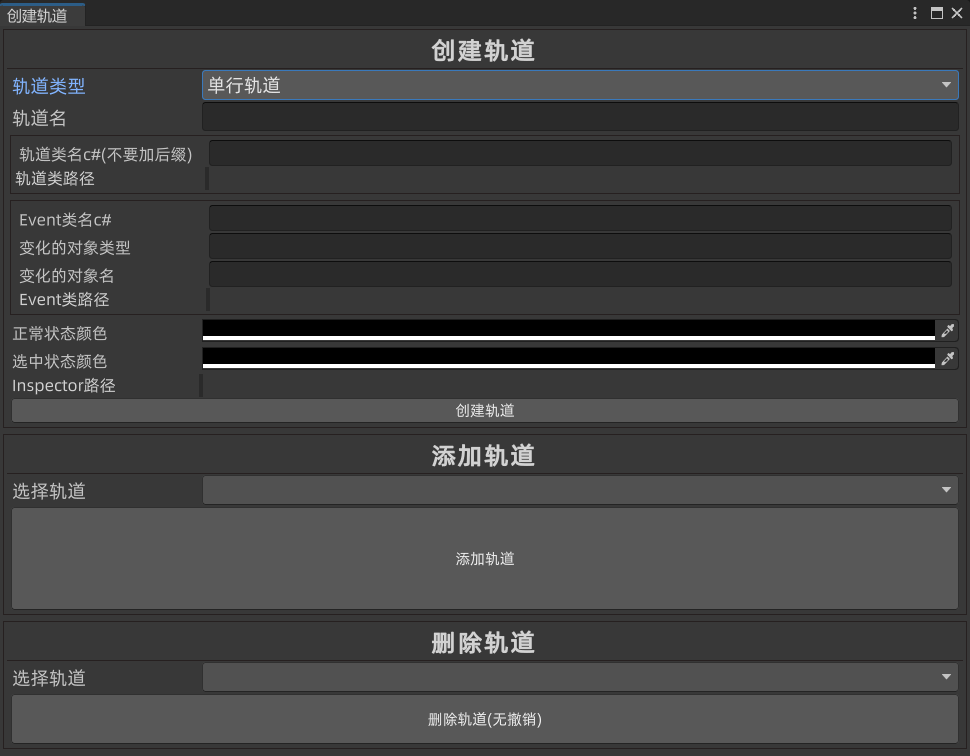 创建轨道
创建轨道
轨道类型
单行轨道
轨道名
轨道类名c#(不要加后缀)
轨道类路径
Event类名c#
变化的对象类型
变化的对象名
Event类路径
正常状态颜色
选中状态颜色
Inspector路径
创建轨道
添加轨道
选择轨道
添加轨道
删除轨道
选择轨道
删除轨道(无撤销)